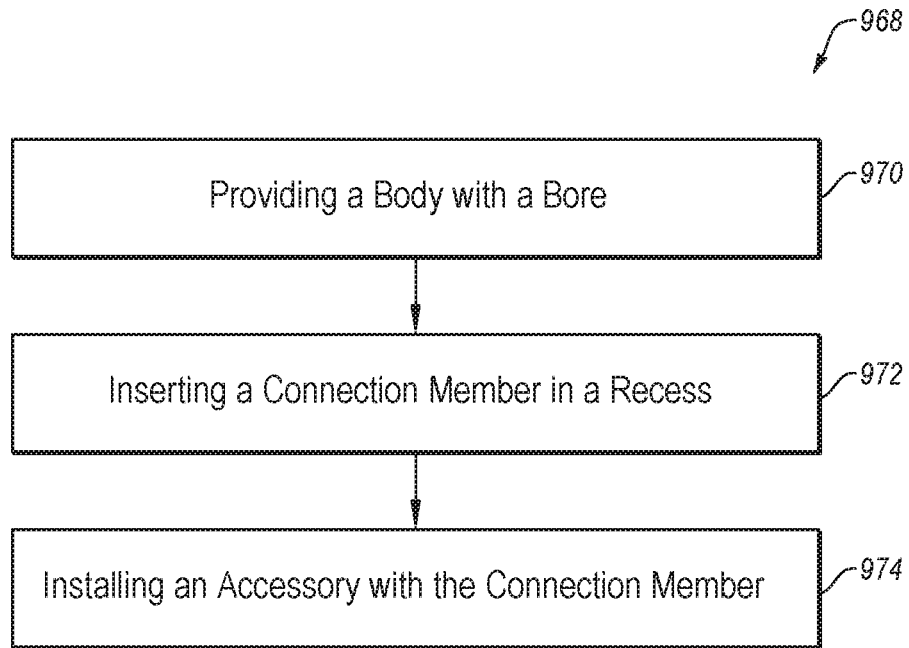 968
Providing a Body with a Bore
970
Inserting a Connection Member in a Recess
972
Installing an Accessory with the Connection Member
974